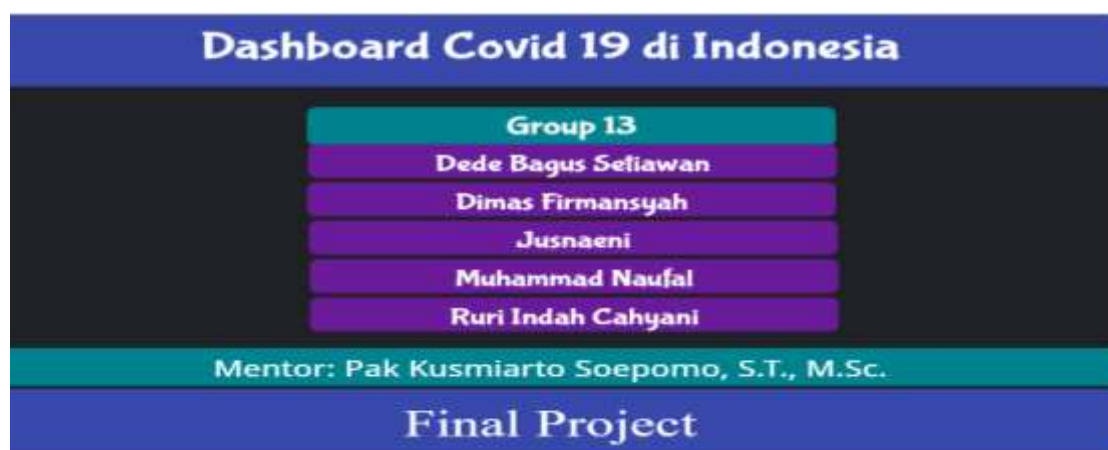 Dashboard Covid 19 di Indonesia
Group 13
Dede Bagus Setiawan
Dimas Firmansyah
Jusnaeni
Muhammad Naufal
Ruri Indah Cahyani
Mentor: Pak Kusmiarto Soepomo, S.T., M.Sc.
Final Project